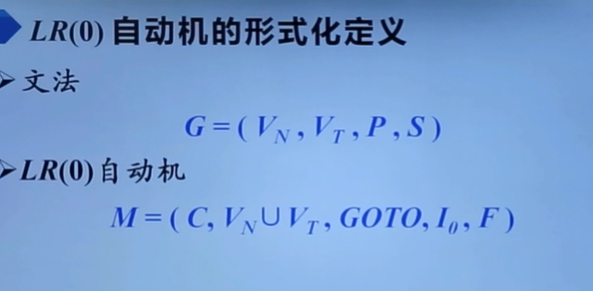 LR(0) 自动机的形式化定义
文法
G = ( V_N , V_T , P , S )
LR(0)自动机
M = ( C, V_N ∪ V_T , GOTO, I_0 , F )